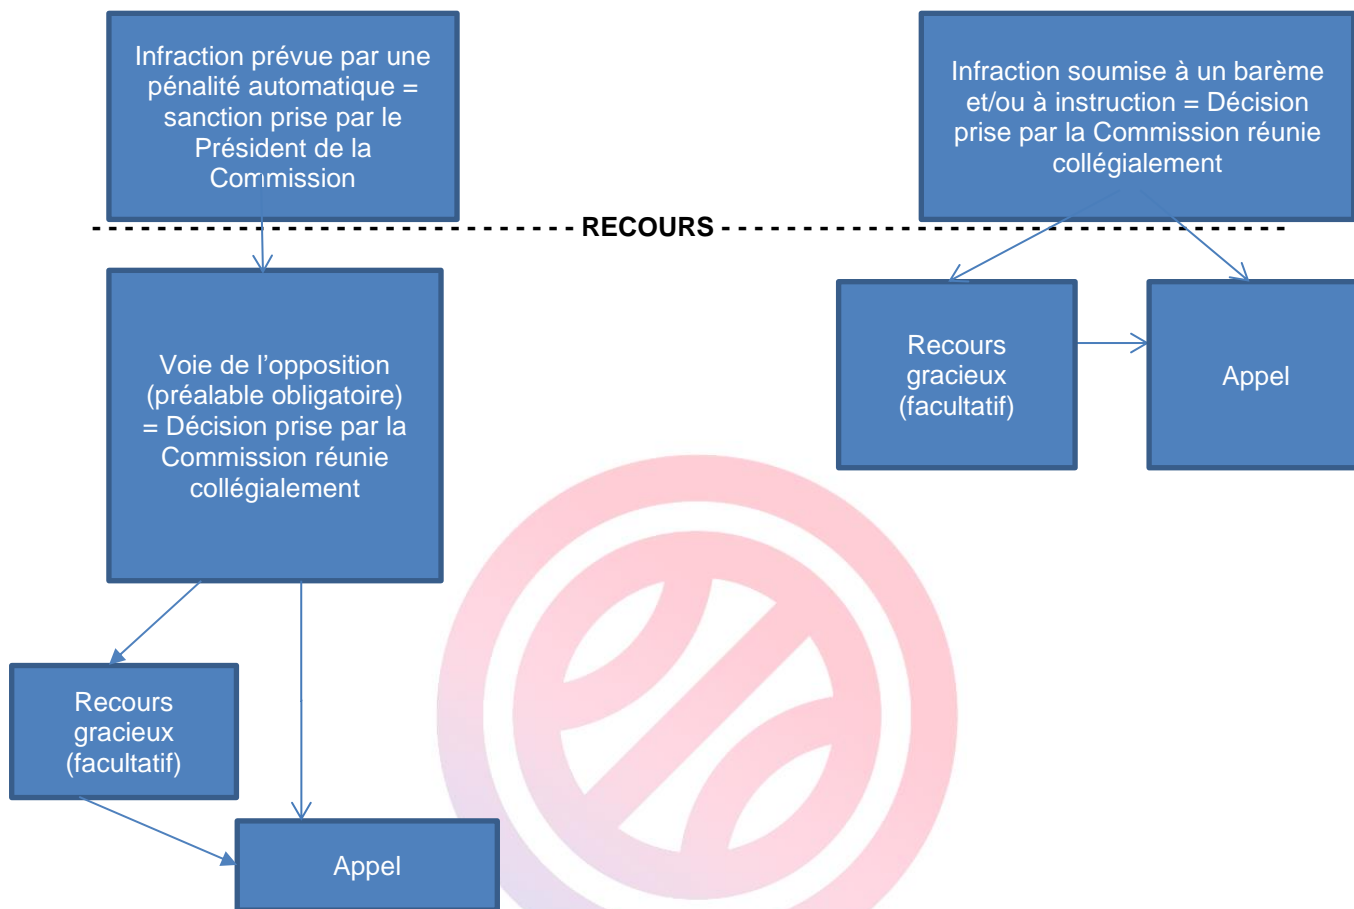 Infraction prévue par une
pénalité automatique =
sanction prise par le
Président de la
Commission
Infraction soumise à un barème
et/ou à instruction = Décision
prise par la Commission réunie
collégialement
RECOURS
Voie de l’opposition
(préalable obligatoire)
= Décision prise par la
Commission réunie
collégialement
Recours
gracieux
(facultatif)
Appel
Recours
gracieux
(facultatif)
Appel